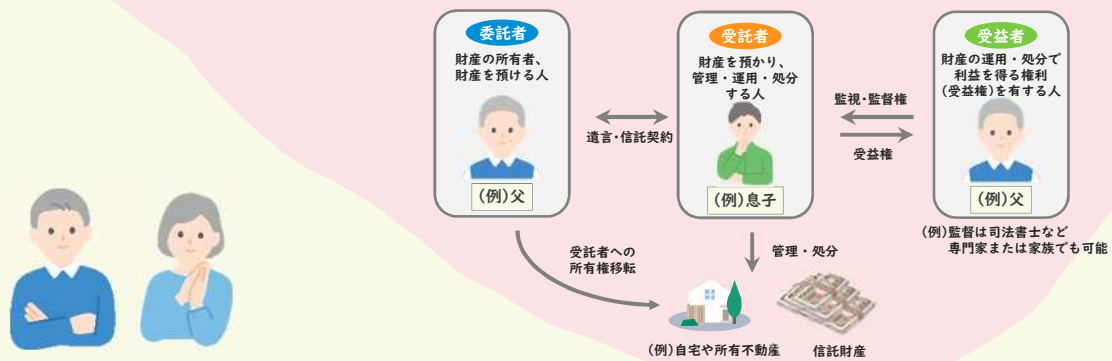 委託者
財産の所有者、
財産を預ける人
(例)父
遺言・信託契約
受託者
財産を預かり、
管理・運用・処分
する人
(例)息子
監視・監督権
受益権
受益者
財産の運用・処分で
利益を得る権利
(受益権)を有する人
(例)父
(例)監督は司法書士など
専門家または家族でも可能
受託者への
所有権移転
管理・処分
(例)自宅や所有不動産
信託財産